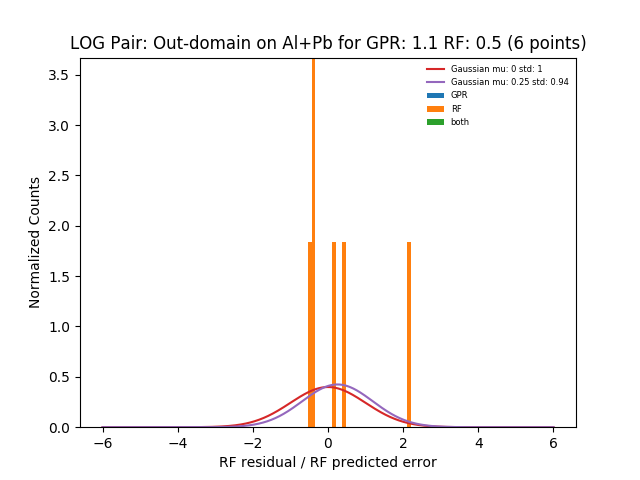 LOG Pair: Out-domain on Al+Pb for GPR: 1.1 RF: 0.5 (6 points)
Gaussian mu: 0 std: 1
Gaussian mu: 0.25 std: 0.94
GPR
RF
both
Normalized Counts
3.5
3.0
2.5
2.0
1.5
1.0
0.5
0.0
−6 −4 −2 0 2 4 6
RF residual / RF predicted error